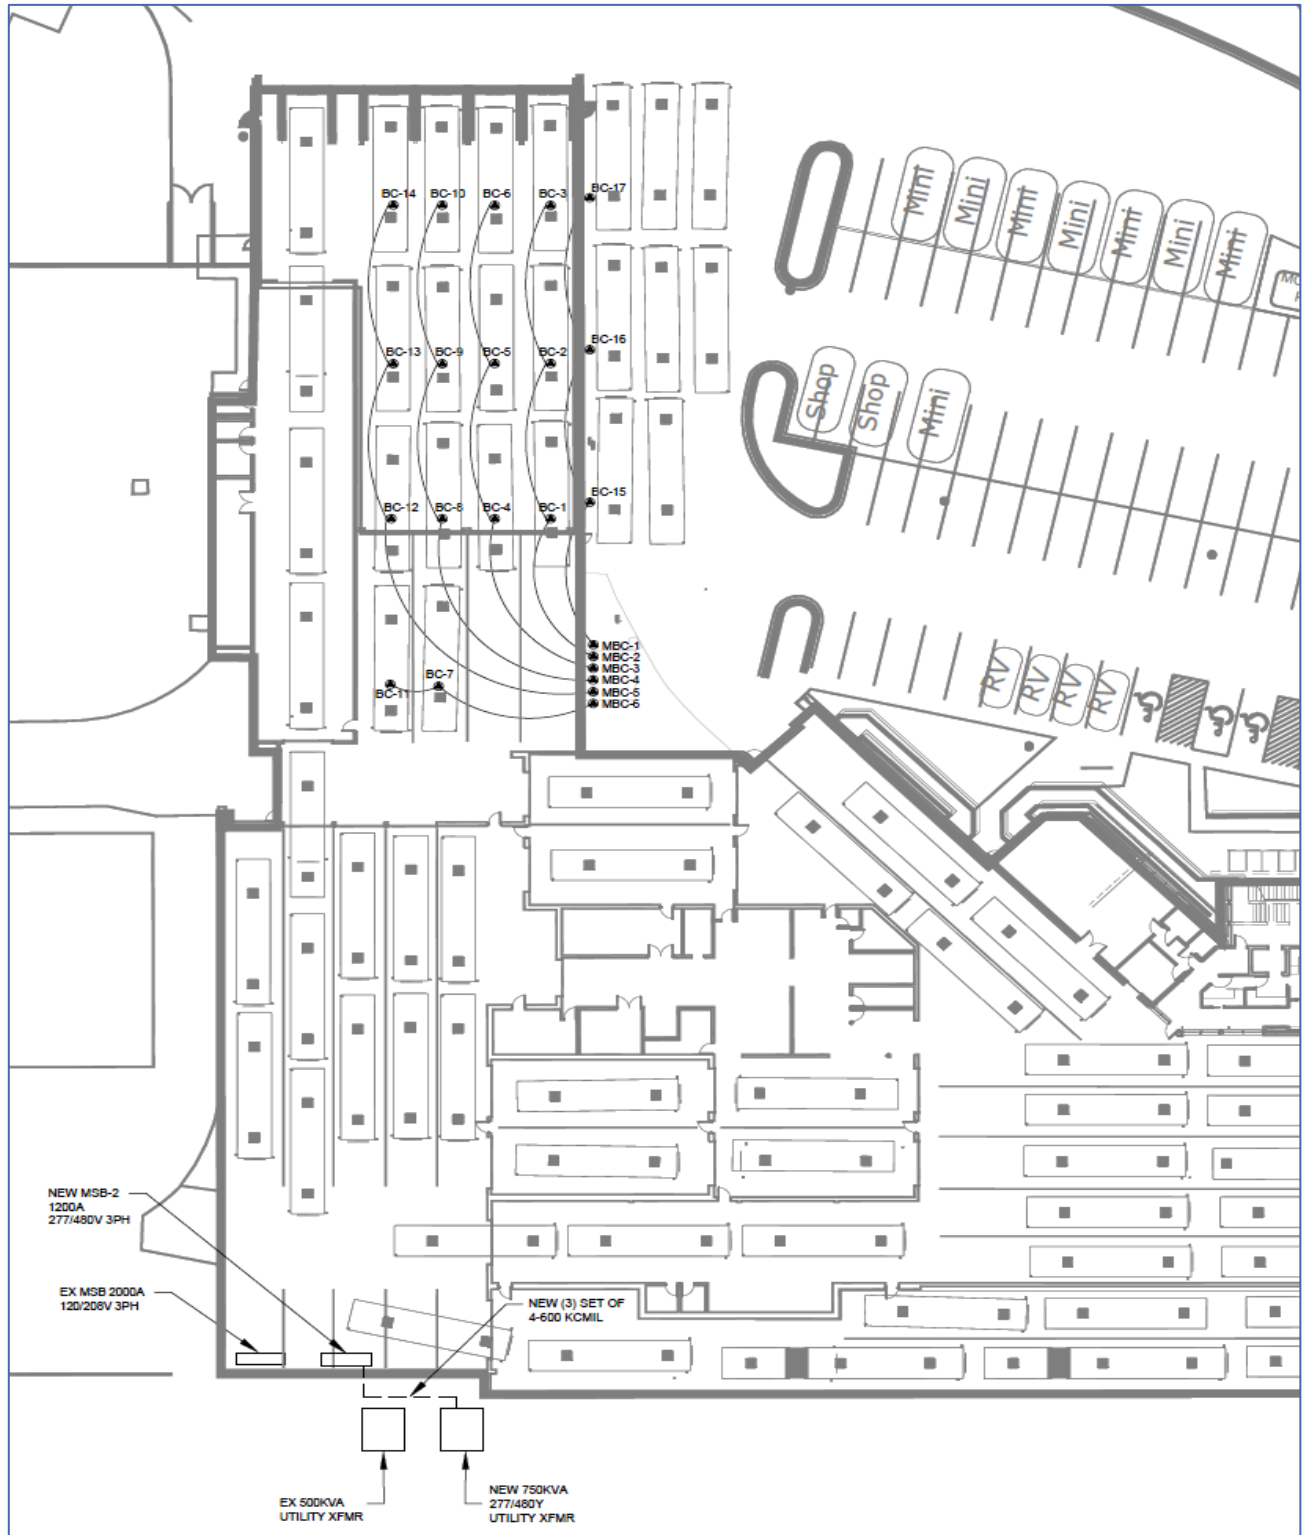 BC-14
BC-10
BC-6
BC-3
BC-17
Mini
Mini
Mini
Mini
Mini
Mini
Mini
BC-13
BC-9
BC-5
BC-2
BC-16
Shop
Shop
Mini
BC-12
BC-8
BC-4
BC-1
BC-15
MBC-1
MBC-2
MBC-3
MBC-4
MBC-5
MBC-6
BC-11
BC-7
RV
RV
RV
RV
NEW MSB-2
1200A
277/480V 3PH
EX MSB 2000A
120/208V 3PH
NEW (3) SET OF
4-600 KCMIL
EX 500KVA
UTILITY XFMR
NEW 750KVA
277/480Y
UTILITY XFMR